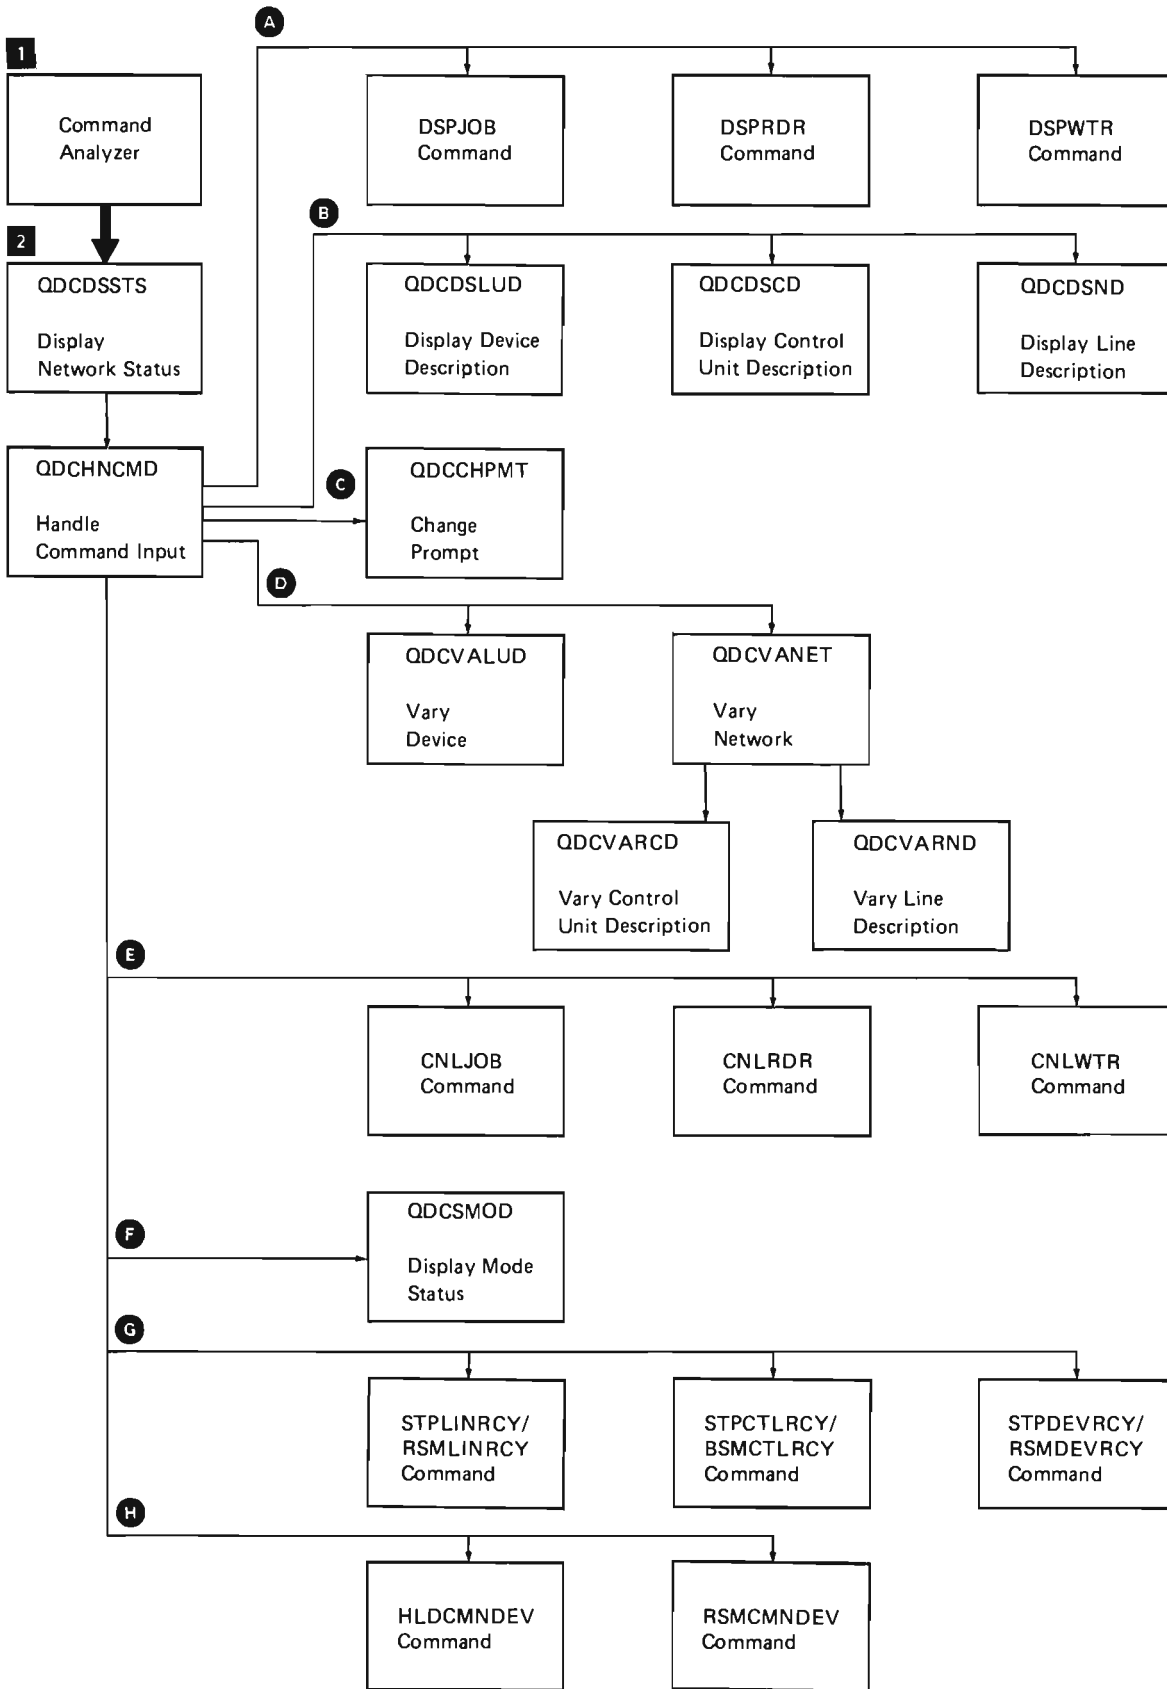 A
1
Command
Analyzer
DSPJOB
Command
DSPRDR
Command
DSPWTR
Command
B
2
QDCDSSTS
Display
Network Status
QDCDSLUD
Display Device
Description
QDCDSCD
Display Control
Unit Description
QDCDSND
Display Line
Description
QDCHNCMD
Handle
Command Input
C
QDCCHPMT
Change
Prompt
D
QDCVALUD
Vary
Device
QDCVANET
Vary
Network
QDCVARCD
Vary Control
Unit Description
QDCVARND
Vary Line
Description
E
CNLJOB
Command
CNLRDR
Command
CNLWTR
Command
F
QDCSMOD
Display Mode
Status
G
STPLINRCY/
RSMLINRCY
Command
STPCTLRCY/
BSMCTLRCY
Command
STPDEVRCY/
RSMDEVRCY
Command
H
HLDCMNDEV
Command
RSMCMNDEV
Command